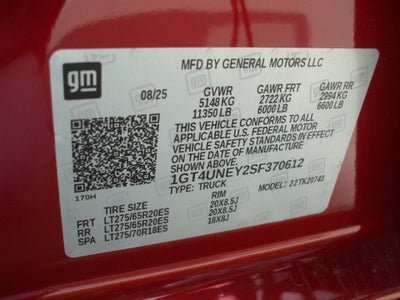 gm
MFD BY GENERAL MOTORS LLC
08/25 GVWR GAWR FRT GAWR RR
5148 KG 2722 KG 2994 KG
11350 LB 6000 LB 6600 LB
THIS VEHICLE CONFORMS TO ALL APPLICABLE U.S. FEDERAL MOTOR
VEHICLE SAFETY STANDARDS IN EFFECT ON THE DATE OF MANUFACTURE
SHOWN ABOVE.
1GT4UNEY2SF370612
170H TYPE: TRUCK MODEL: 22TK20743
TIRE SIZE RIM
FRT LT275/65R20ES 20X8.5J
RR LT275/65R20ES 20X8.5J
SPA LT275/70R18ES 18X8J